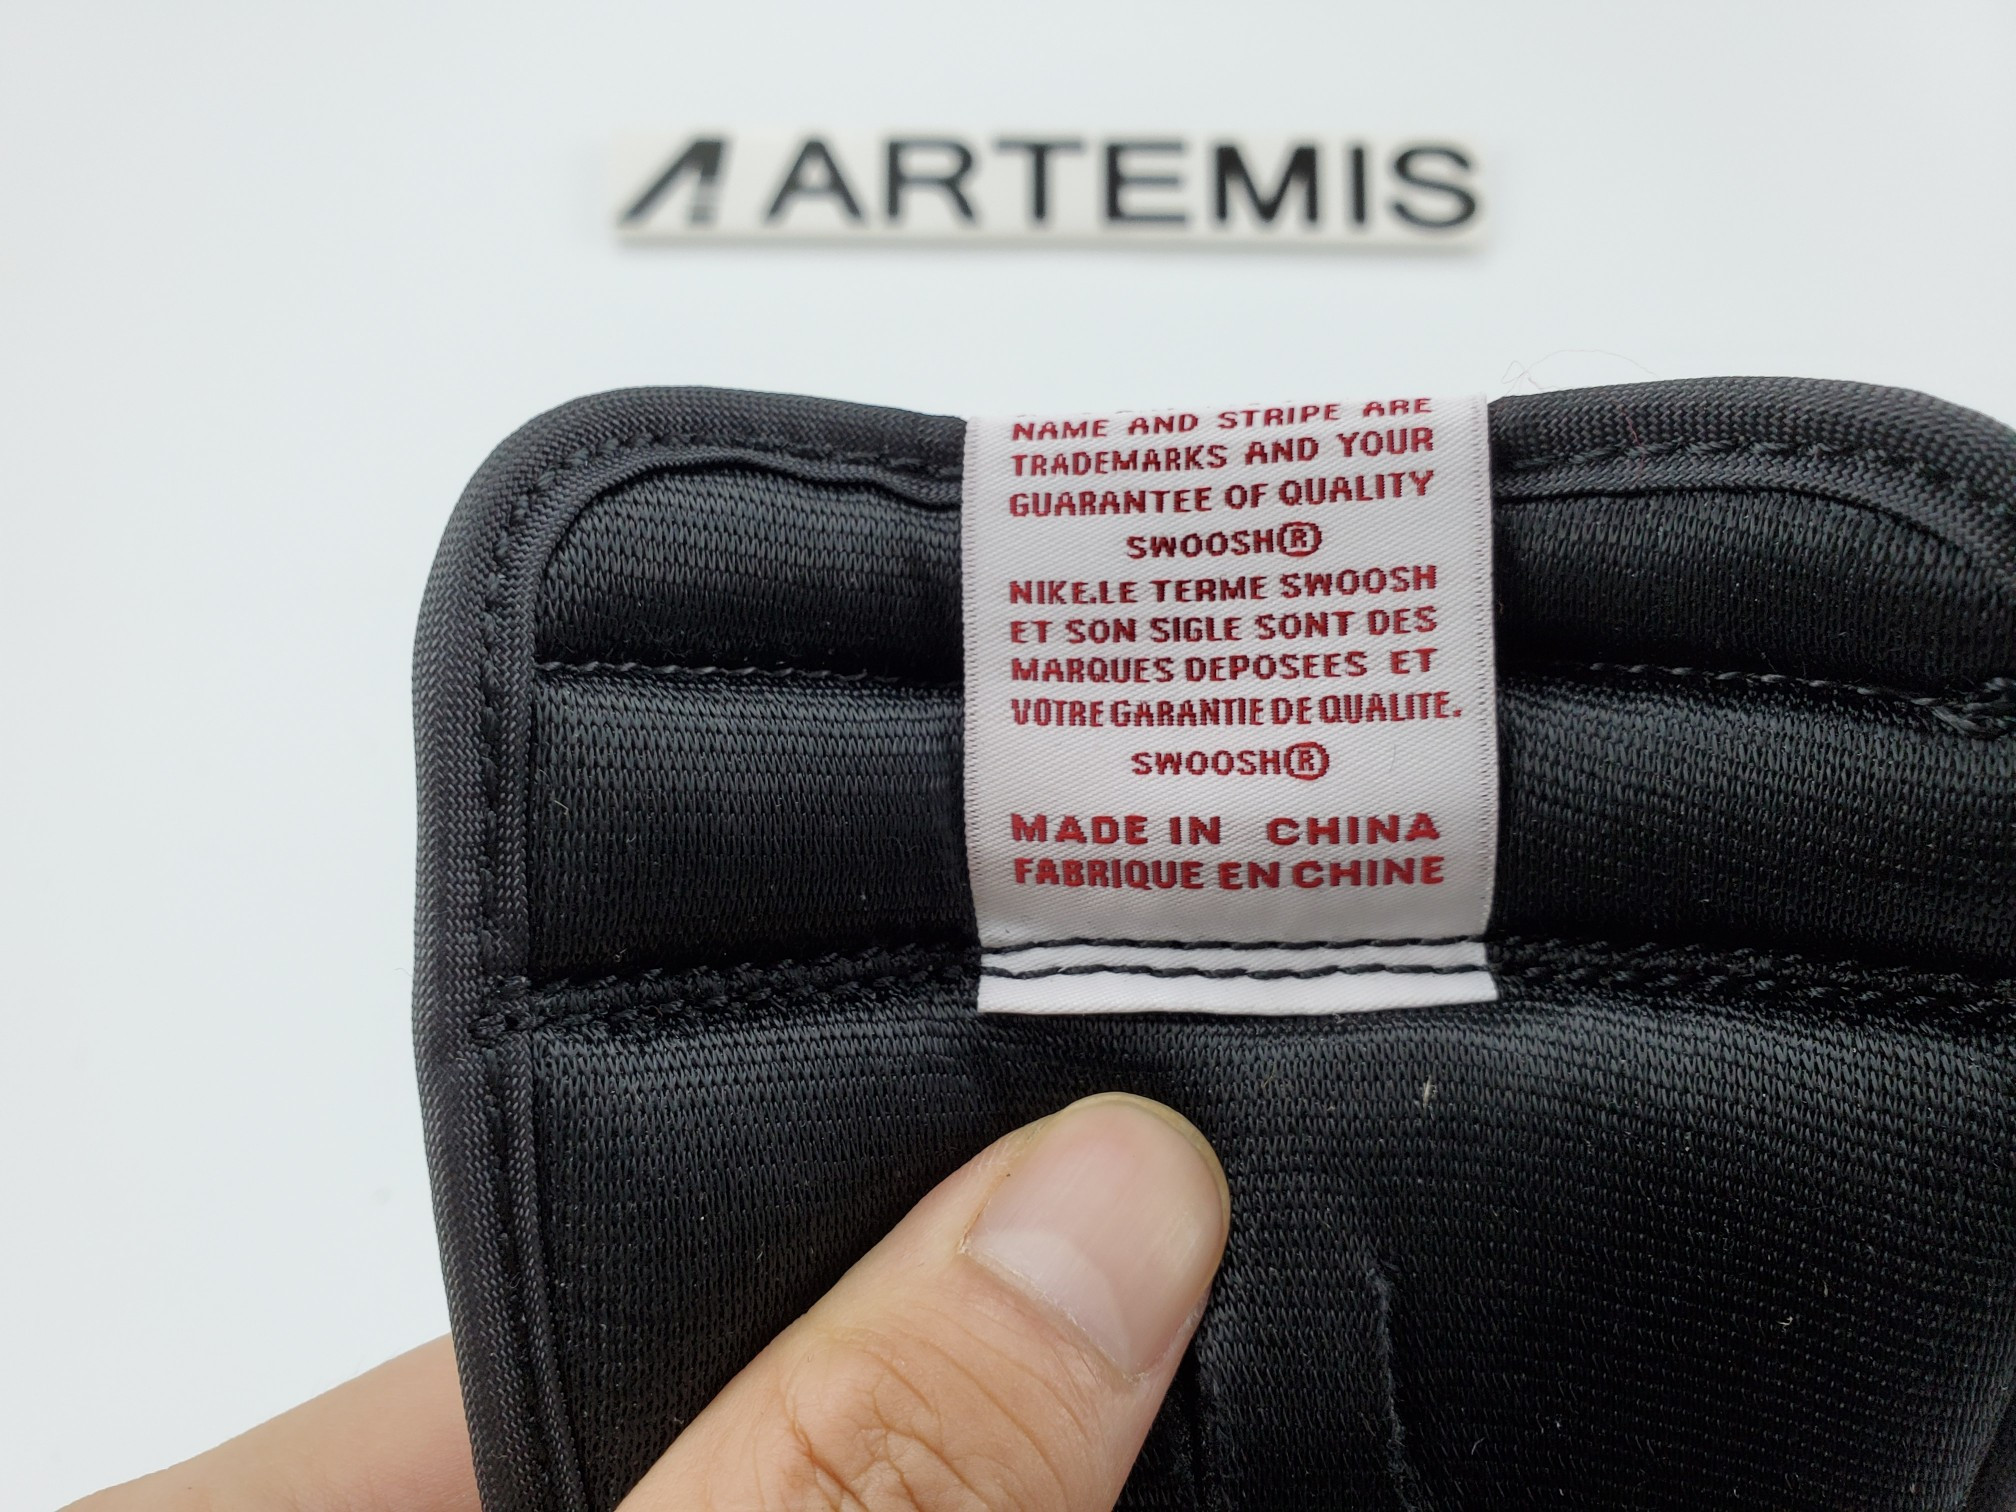 ARTEMIS
NAME AND STRIPE ARE
TRADEMARKS AND YOUR
GUARANTEE OF QUALITY
SWOOSH®
NIKE.LE TERME SWOOSH
ET SON SIGLE SONT DES
MARQUES DEPOSEES ET
VOTRE GARANTIE DE QUALITE.
SWOOSH®
MADE IN CHINA
FABRIQUE EN CHINE